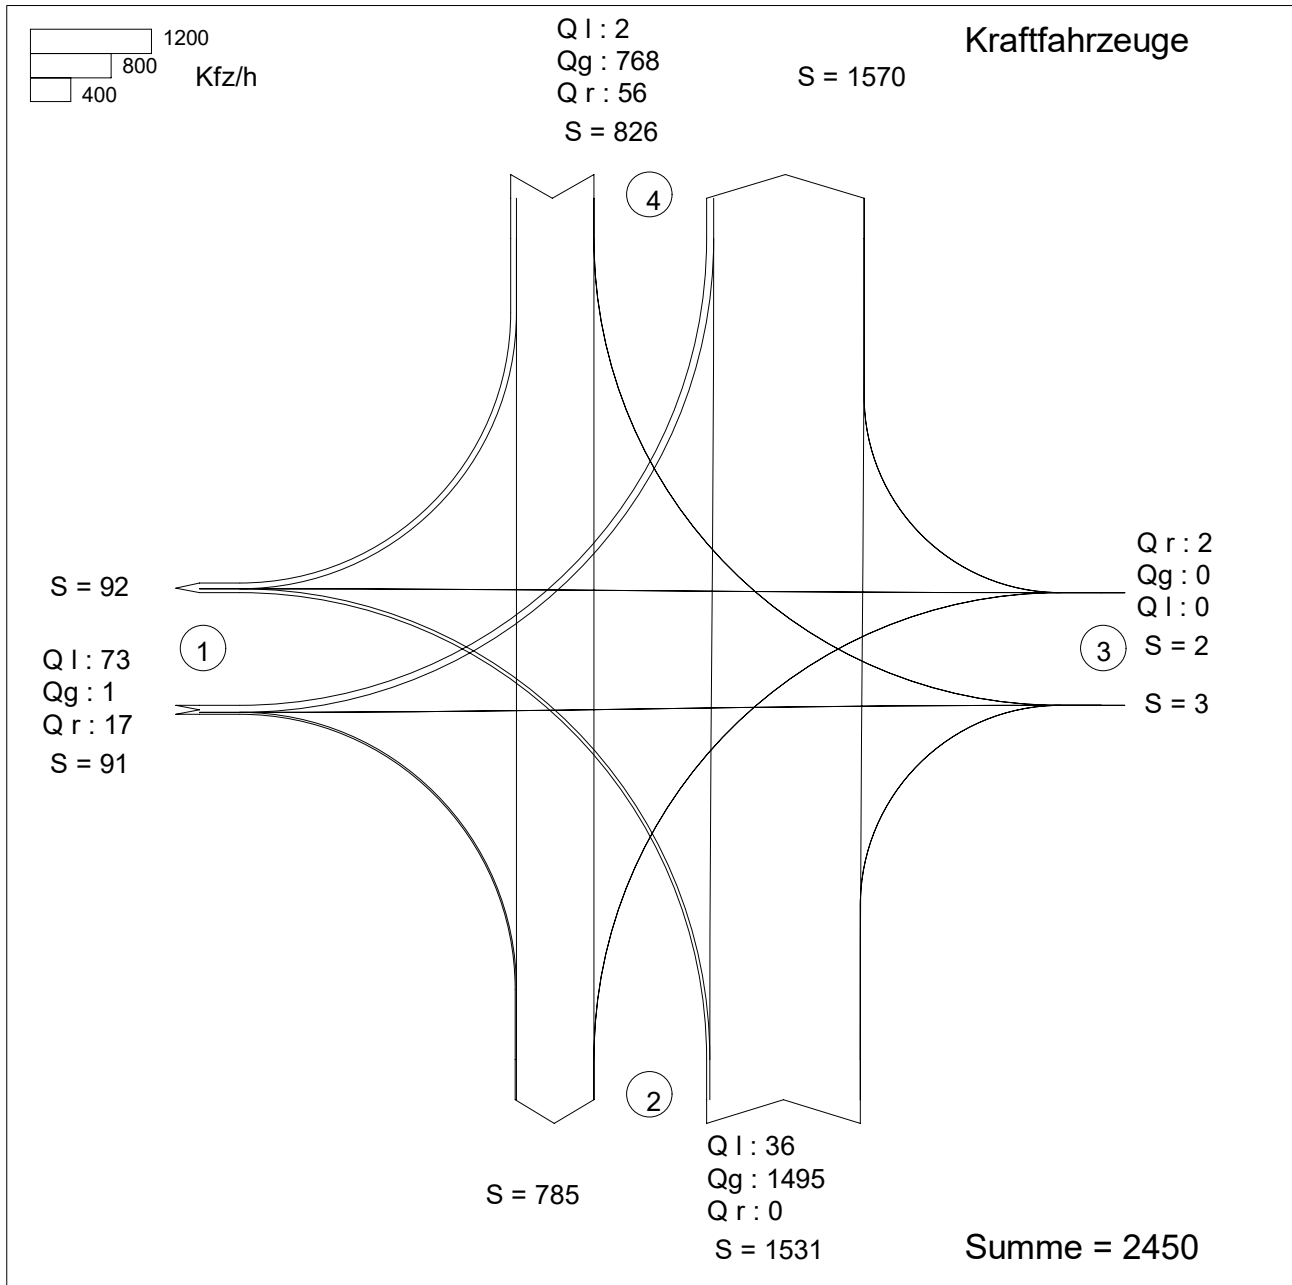 1200
800
400
Kfz/h
Q l : 2
Qg : 768
Q r : 56
S = 826
S = 1570
Kraftfahrzeuge
4
S = 92
1
Q l : 73
Qg : 1
Q r : 17
S = 91
Q r : 2
Qg : 0
Q l : 0
3
S = 2
S = 3
2
S = 785
Q l : 36
Qg : 1495
Q r : 0
S = 1531
Summe = 2450